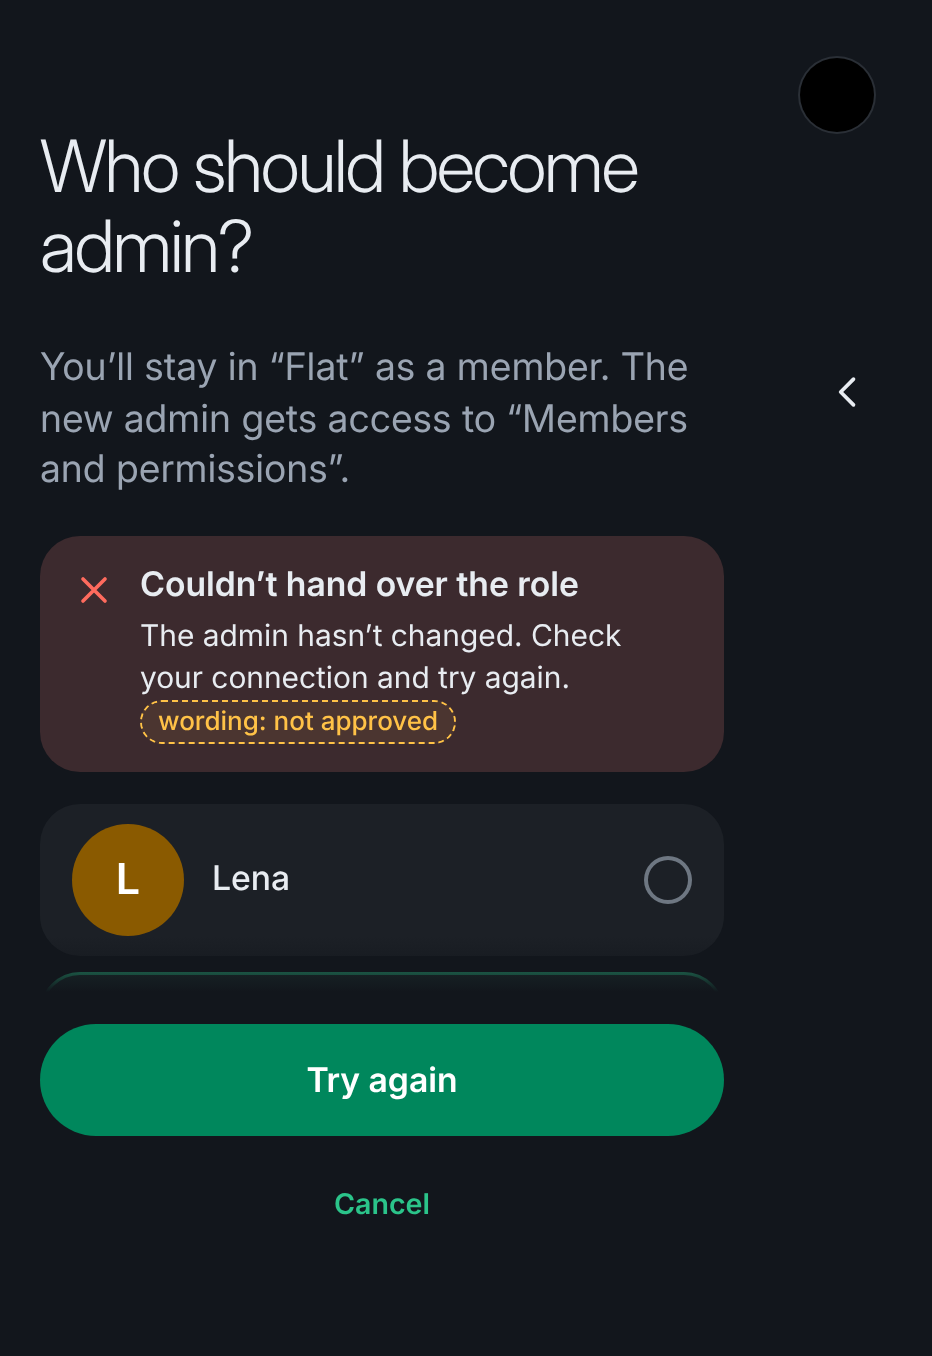 Who should become
admin?
You’ll stay in “Flat” as a member. The
new admin gets access to “Members
and permissions”.
Couldn’t hand over the role
The admin hasn’t changed. Check
your connection and try again.
wording: not approved
L
Lena
Try again
Cancel